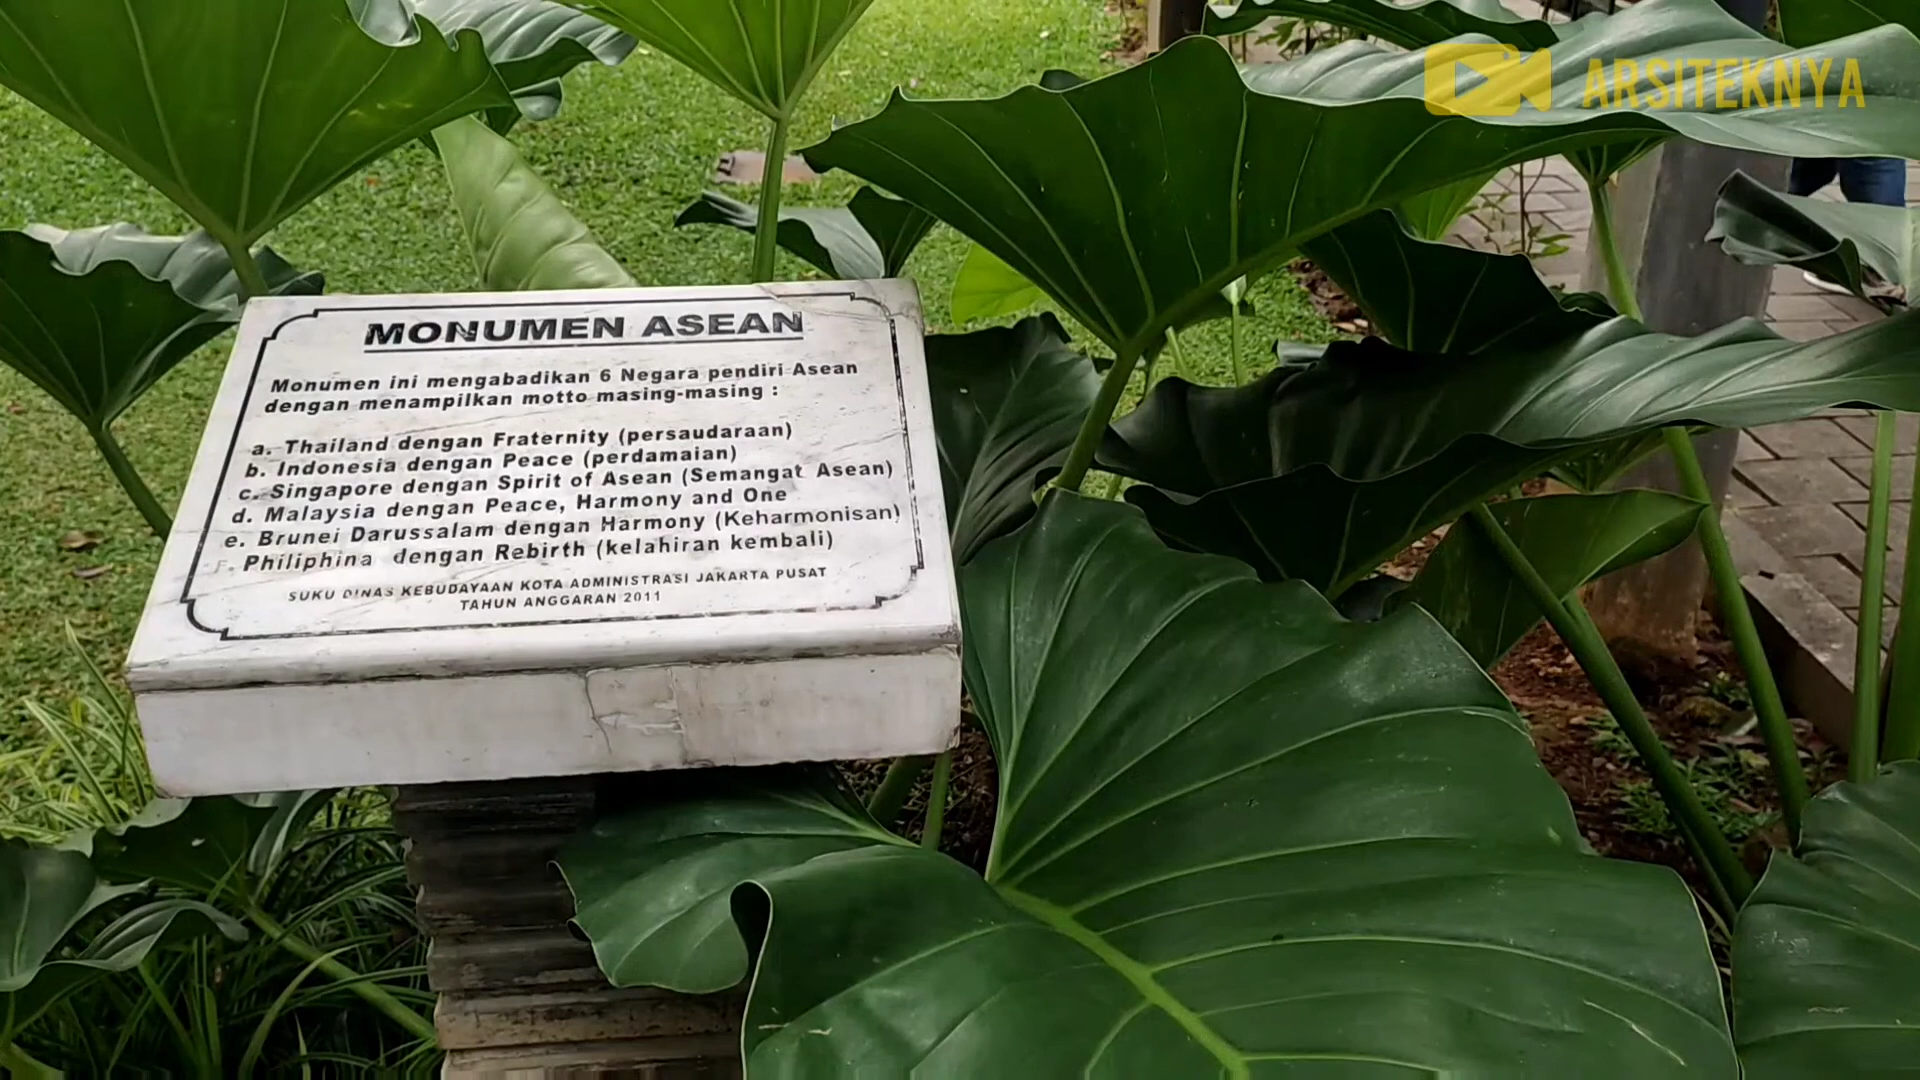 ARSITEKNYA
MONUMEN ASEAN
Monumen ini mengabadikan 6 Negara pendiri Asean
dengan menampilkan motto masing-masing :
a. Thailand dengan Fraternity (persaudaraan)
b. Indonesia dengan Peace (perdamaian)
c. Singapore dengan Spirit of Asean (Semangat Asean)
d. Malaysia dengan Peace, Harmony and One
e. Brunei Darussalam dengan Harmony (Keharmonisan)
F. Philiphina dengan Rebirth (kelahiran kembali)
SUKU DINAS KEBUDAYAAN KOTA ADMINISTRASI JAKARTA PUSAT
TAHUN ANGGARAN 2011